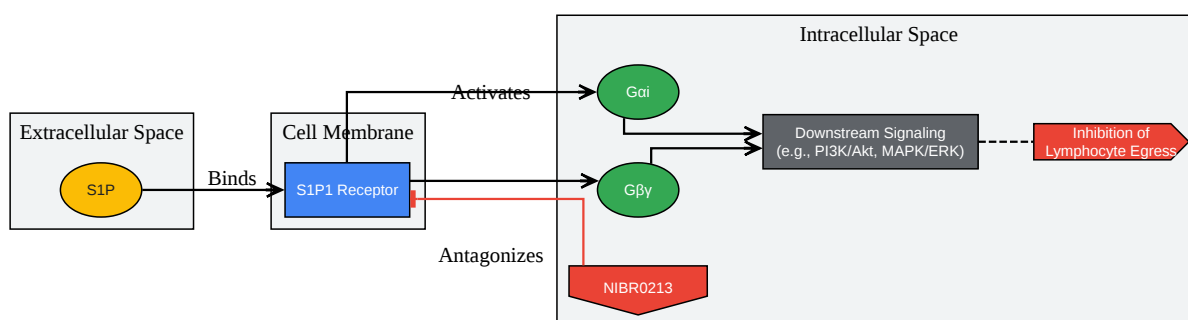 Intracellular Space
Activates
Gαi
Extracellular Space
Cell Membrane
Downstream Signaling
(e.g., PI3K/Akt, MAPK/ERK)
Inhibition of
Lymphocyte Egress
S1P
Binds
S1P1 Receptor
Gβγ
Antagonizes
NIBR0213